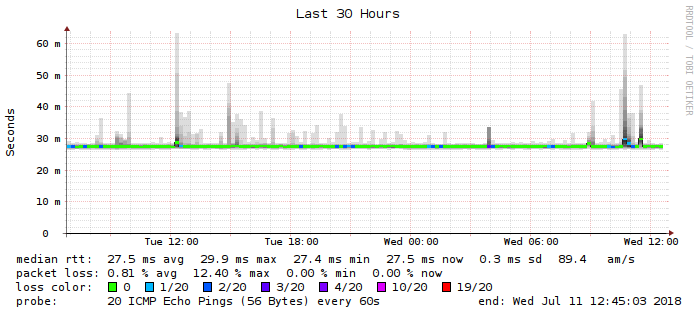 Last 30 Hours
RRDTOOL / TOBI OETIKER
Seconds
60 m
50 m
40 m
30 m
20 m
10 m
0
Tue 12:00 Tue 18:00 Wed 00:00 Wed 06:00 Wed 12:00
median rtt: 27.5 ms avg 29.9 ms max 27.4 ms min 27.5 ms now 0.3 ms sd 89.4 am/s
packet loss: 0.81 % avg 12.40 % max 0.00 % min 0.00 % now
loss color: 0 1/20 2/20 3/20 4/20 10/20 19/20
probe: 20 ICMP Echo Pings (56 Bytes) every 60s end: Wed Jul 11 12:45:03 2018